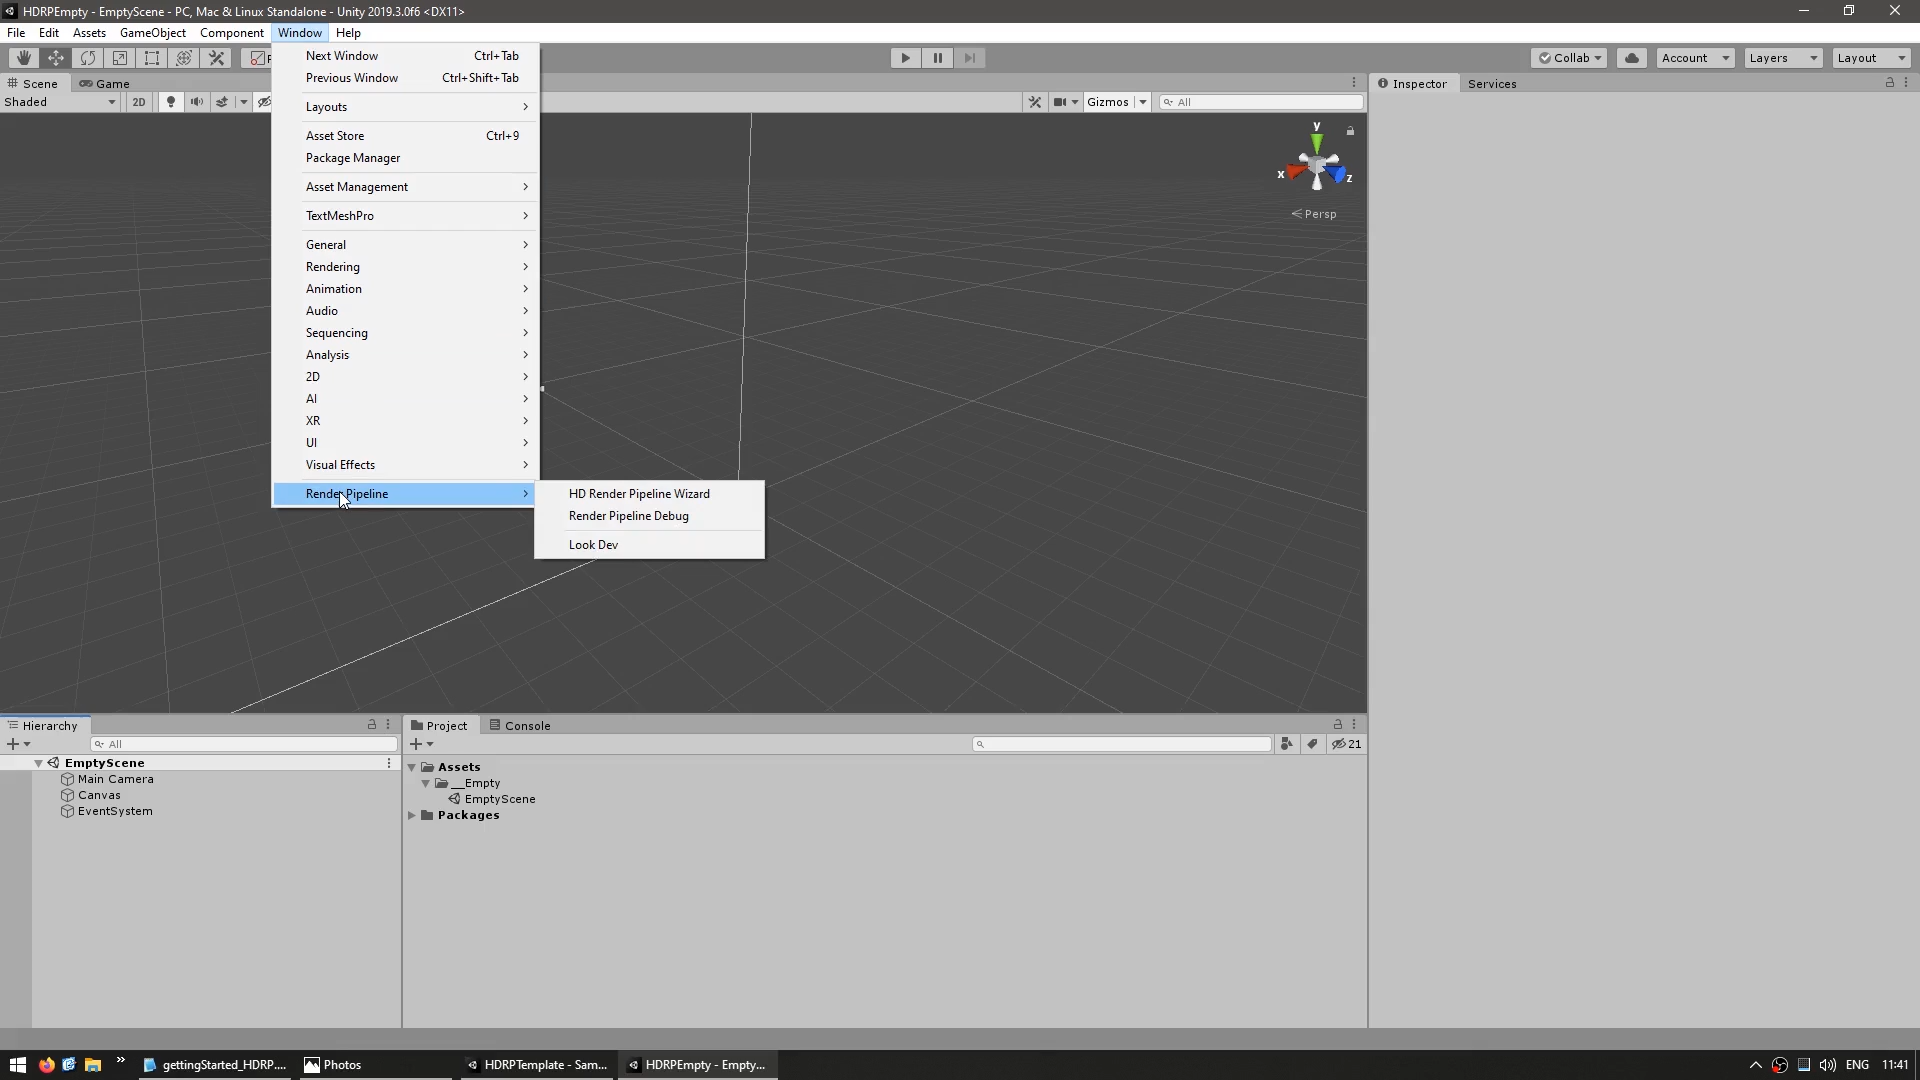 HDRPEmpty - EmptyScene - PC, Mac & Linux Standalone - Unity 2019.3.0f6 <DX11>
File Edit Assets GameObject Component Window Help
Collab Account Layers Layout
Scene Game
Shaded 2D
Gizmos All
Inspector Services
Next Window Ctrl+Tab
Previous Window Ctrl+Shift+Tab
Layouts
Asset Store Ctrl+9
Package Manager
Asset Management
TextMeshPro
General
Rendering
Animation
Audio
Sequencing
Analysis
2D
AI
XR
UI
Visual Effects
Render Pipeline
HD Render Pipeline Wizard
Render Pipeline Debug
Look Dev
y
x z
Persp
Hierarchy
All
EmptyScene
Main Camera
Canvas
EventSystem
Project Console
21
Assets
__Empty
EmptyScene
Packages
gettingStarted_HDRP.... Photos HDRPTemplate - Sam... HDRPEmpty - Empty... ENG 11:41